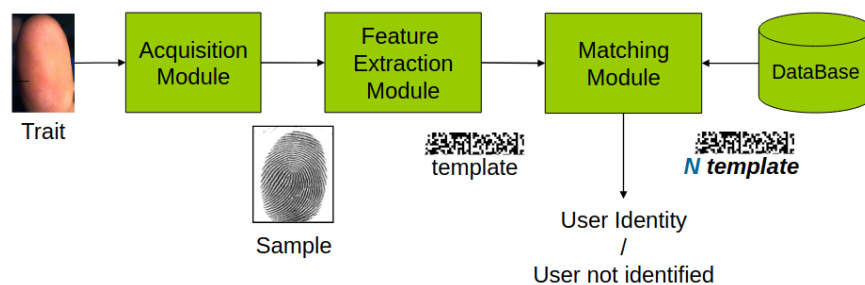 Acquisition
Module
Feature
Extraction
Module
Matching
Module
DataBase
Trait
Sample
template
N template
User Identity
/
User not identified